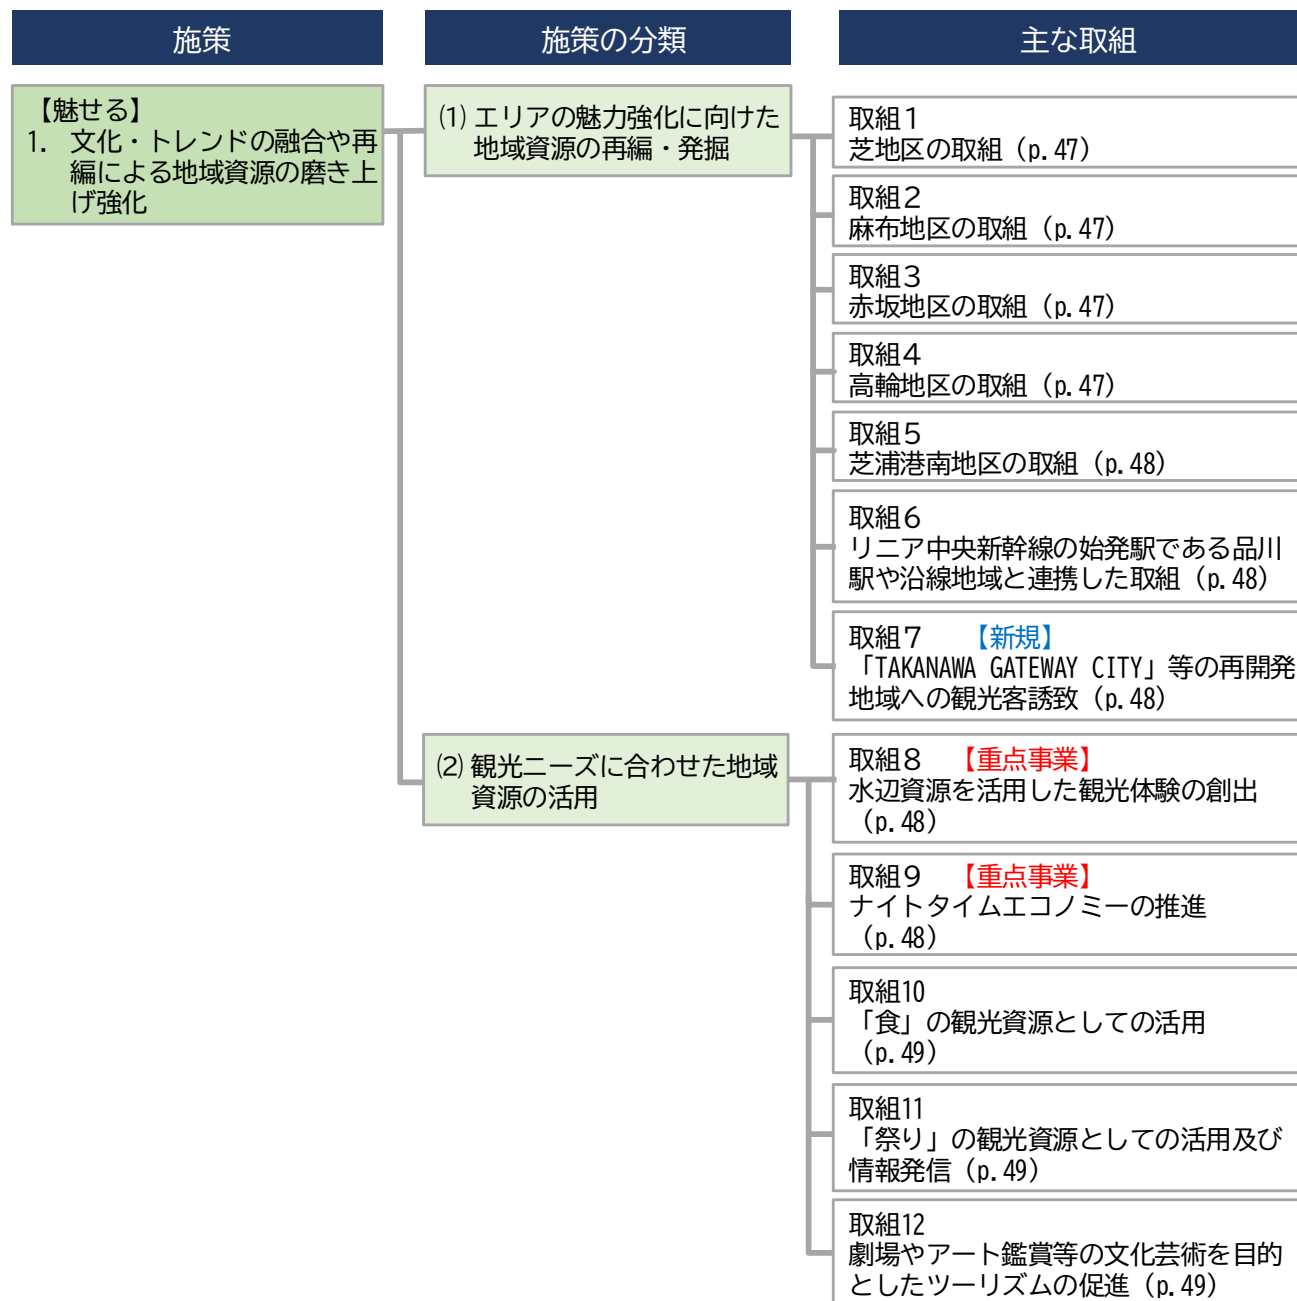 施策
施策の分類
主な取組
【魅せる】
1. 文化・トレンドの融合や再
編による地域資源の磨き上
げ強化
⑴ エリアの魅力強化に向けた
地域資源の再編・発掘
取組１
芝地区の取組（p.47）
取組２
麻布地区の取組（p.47）
取組３
赤坂地区の取組（p.47）
取組４
高輪地区の取組（p.47）
取組５
芝浦港南地区の取組（p.48）
取組６
リニア中央新幹線の始発駅である品川
駅や沿線地域と連携した取組（p.48）
取組７　【新規】
「TAKANAWA GATEWAY CITY」等の再開発
地域への観光客誘致（p.48）
⑵ 観光ニーズに合わせた地域
資源の活用
取組８　【重点事業】
水辺資源を活用した観光体験の創出
（p.48）
取組９　【重点事業】
ナイトタイムエコノミーの推進
（p.48）
取組10
「食」の観光資源としての活用
（p.49）
取組11
「祭り」の観光資源としての活用及び
情報発信（p.49）
取組12
劇場やアート鑑賞等の文化芸術を目的
としたツーリズムの促進（p.49）